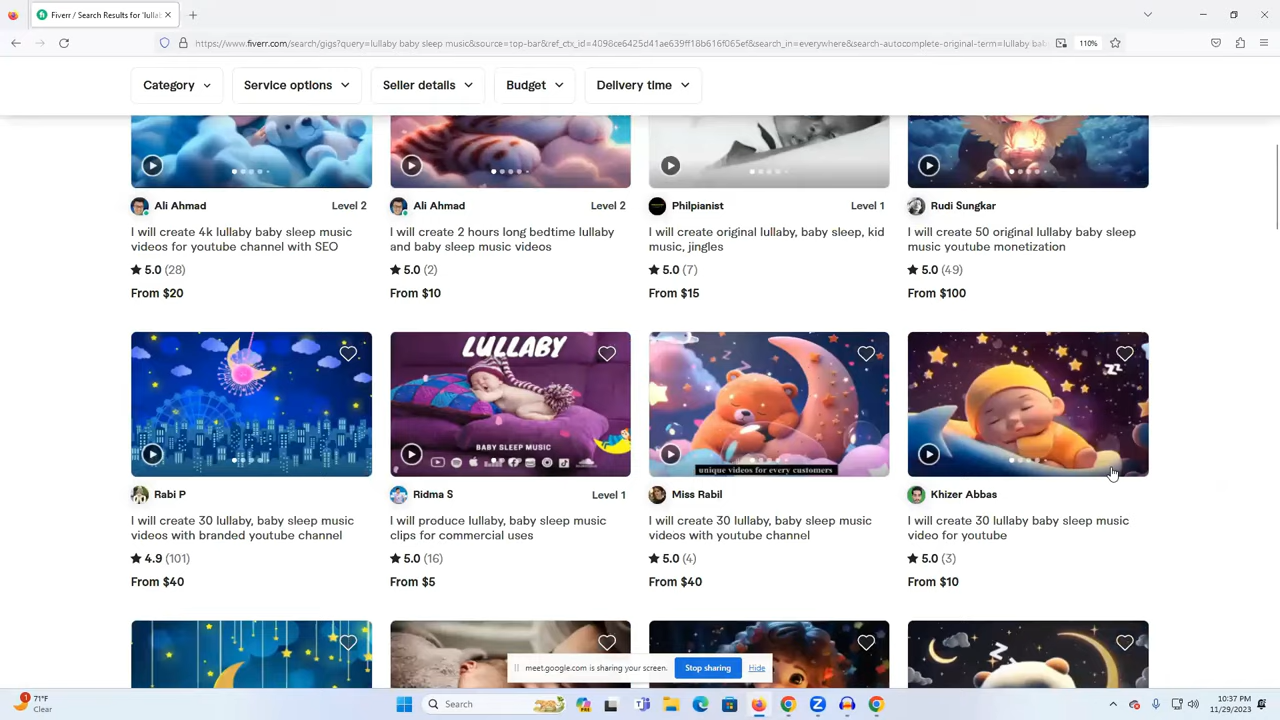 Fiverr / Search Results for 'lullab
https://www.fiverr.com/search/gigs?query=lullaby baby sleep music&source=top-bar&ref_ctx_id=4098ce6425d41ae639ff18b616f065ef&search_in=everywhere&search-autocomplete-original-term=lullaby bab
110%
Category
Service options
Seller details
Budget
Delivery time
Ali Ahmad
Level 2
Ali Ahmad
Level 2
Philpianist
Level 1
Rudi Sungkar
I will create 4k lullaby baby sleep music
videos for youtube channel with SEO
I will create 2 hours long bedtime lullaby
and baby sleep music videos
I will create original lullaby, baby sleep, kid
music, jingles
I will create 50 original lullaby baby sleep
music youtube monetization
5.0 (28)
5.0 (2)
5.0 (7)
5.0 (49)
From $20
From $10
From $15
From $100
LULLABY
BABY SLEEP MUSIC
unique videos for every customers
zz
Rabi P
Ridma S
Level 1
Miss Rabil
Khizer Abbas
I will create 30 lullaby, baby sleep music
videos with branded youtube channel
I will produce lullaby, baby sleep music
clips for commercial uses
I will create 30 lullaby, baby sleep music
videos with youtube channel
I will create 30 lullaby baby sleep music
video for youtube
4.9 (101)
5.0 (16)
5.0 (4)
5.0 (3)
From $40
From $5
From $40
From $10
meet.google.com is sharing your screen.
Stop sharing
Hide
1
71°F
Clear
Search
10:37 PM
11/29/2023